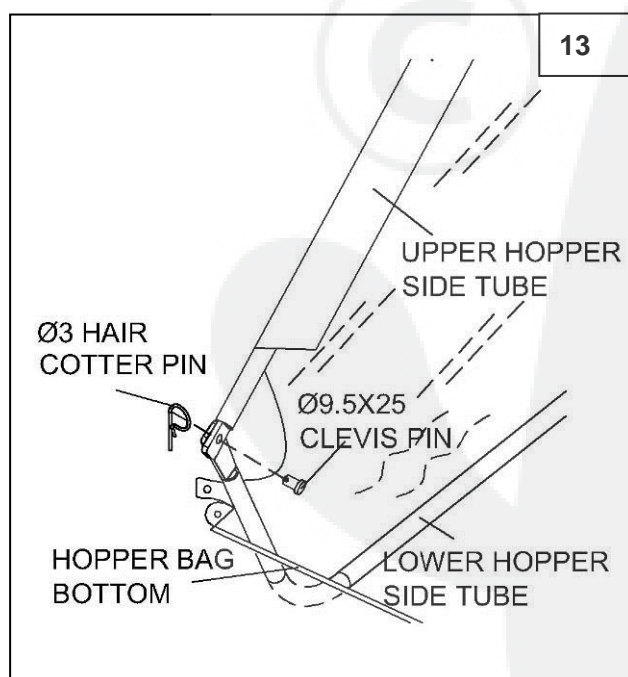 13
UPPER HOPPER
SIDE TUBE
Ø3 HAIR
COTTER PIN
Ø9.5X25
CLEVIS PIN
HOPPER BAG
BOTTOM
LOWER HOPPER
SIDE TUBE
©